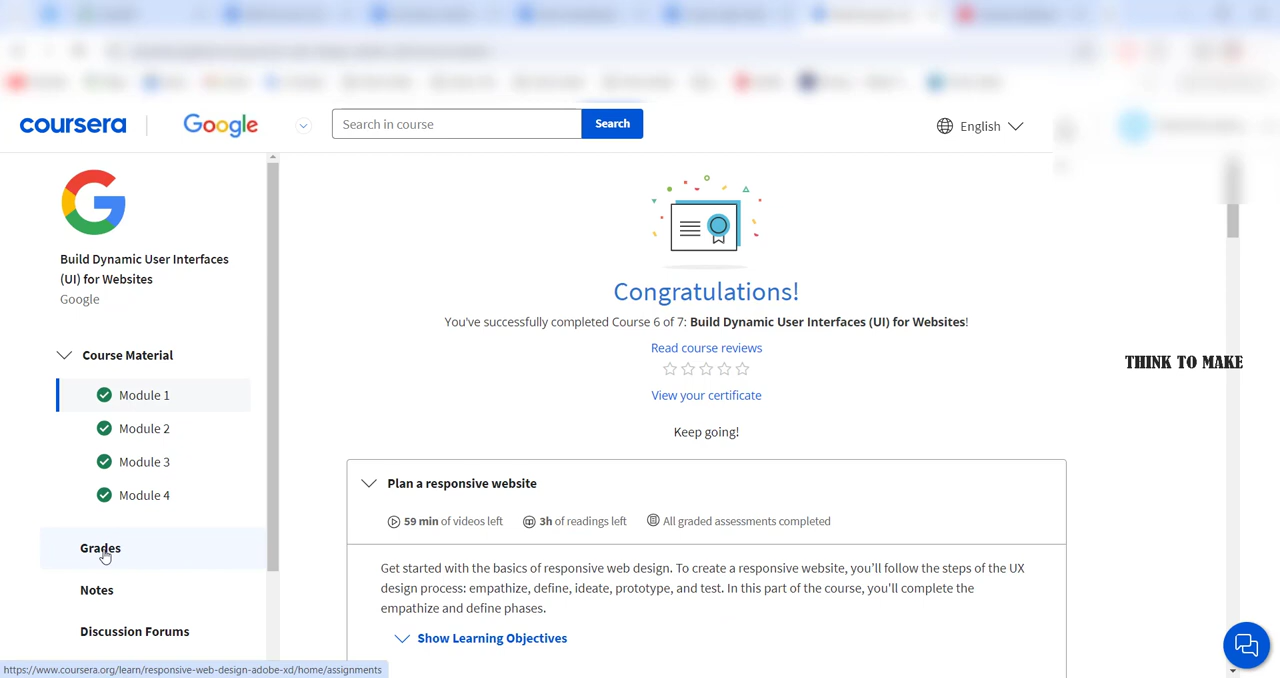 coursera
Google
Search in course
Search
English
Build Dynamic User Interfaces
(UI) for Websites
Google
Course Material
Module 1
Module 2
Module 3
Module 4
Grades
Notes
Discussion Forums
Congratulations!
You've successfully completed Course 6 of 7: Build Dynamic User Interfaces (UI) for Websites!
Read course reviews
View your certificate
Keep going!
THINK TO MAKE
Plan a responsive website
59 min of videos left
3h of readings left
All graded assessments completed
Get started with the basics of responsive web design. To create a responsive website, you'll follow the steps of the UX
design process: empathize, define, ideate, prototype, and test. In this part of the course, you'll complete the
empathize and define phases.
Show Learning Objectives
https://www.coursera.org/learn/responsive-web-design-adobe-xd/home/assignments